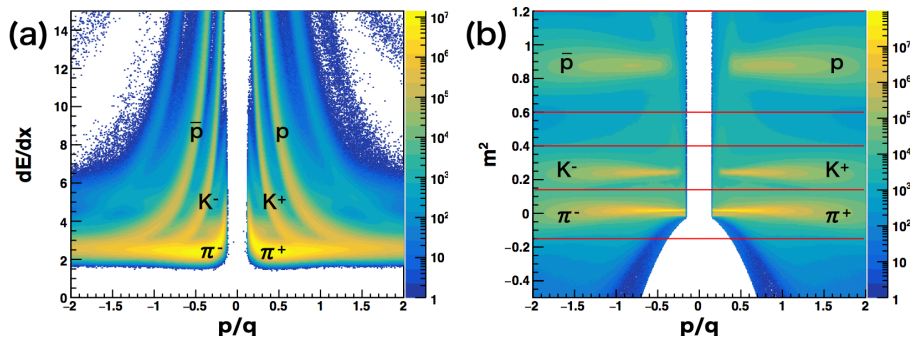 (a)
dE/dx
14
12
10
8
6
4
2
0
p̄
p
K⁻
K⁺
π⁻
π⁺
-2 -1.5 -1 -0.5 0 0.5 1 1.5 2
p/q
10⁷
10⁶
10⁵
10⁴
10³
10²
10
1
(b)
m²
1.2
1
0.8
0.6
0.4
0.2
0
-0.2
-0.4
p̄
p
K⁻
K⁺
π⁻
π⁺
-2 -1.5 -1 -0.5 0 0.5 1 1.5 2
p/q
10⁷
10⁶
10⁵
10⁴
10³
10²
10
1